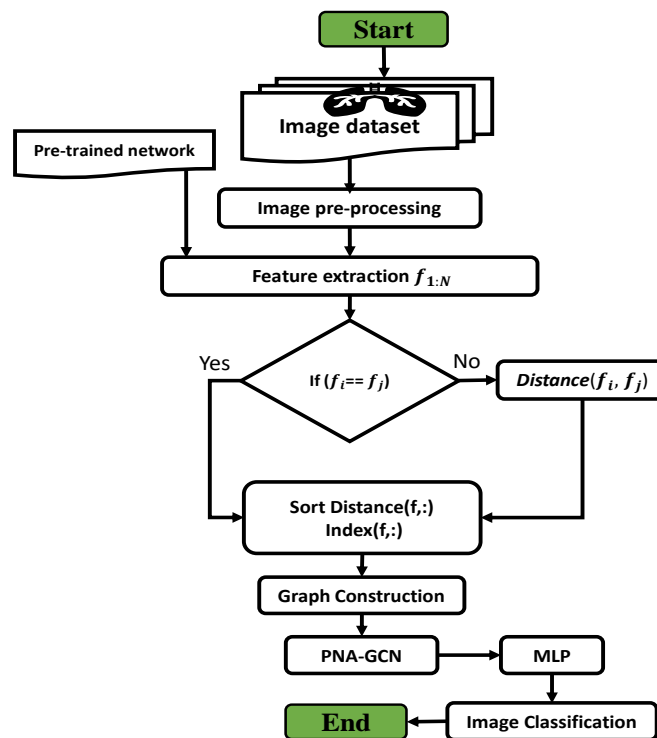 Start
Image dataset
Pre-trained network
Image pre-processing
Feature extraction f₁:N
Yes
No
If (fᵢ== fⱼ)
Distance(fᵢ, fⱼ)
Sort Distance(f,:)
Index(f,:)
Graph Construction
PNA-GCN
MLP
End
Image Classification